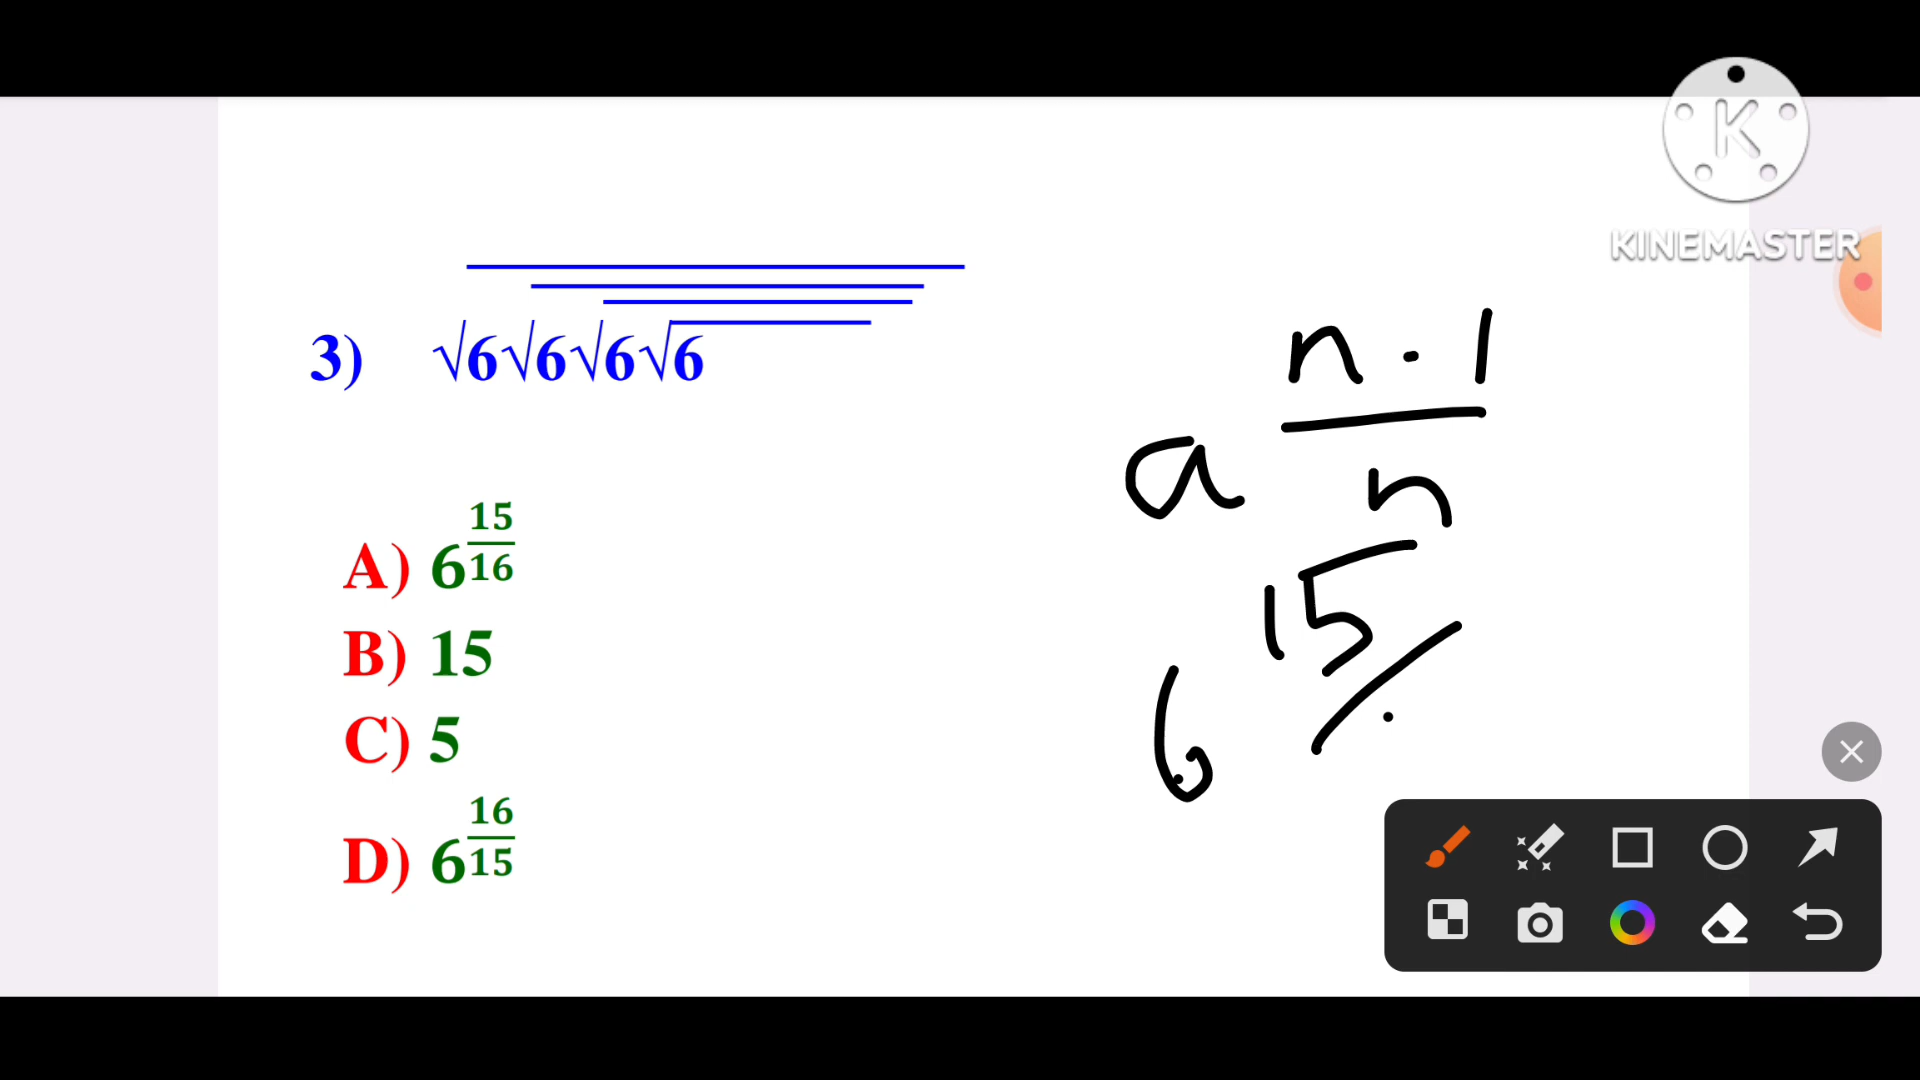 K
KINEMASTER
3) √6√6√6√6
n - 1
a n
15/
6
A) 6^(15/16)
B) 15
C) 5
D) 6^(16/15)